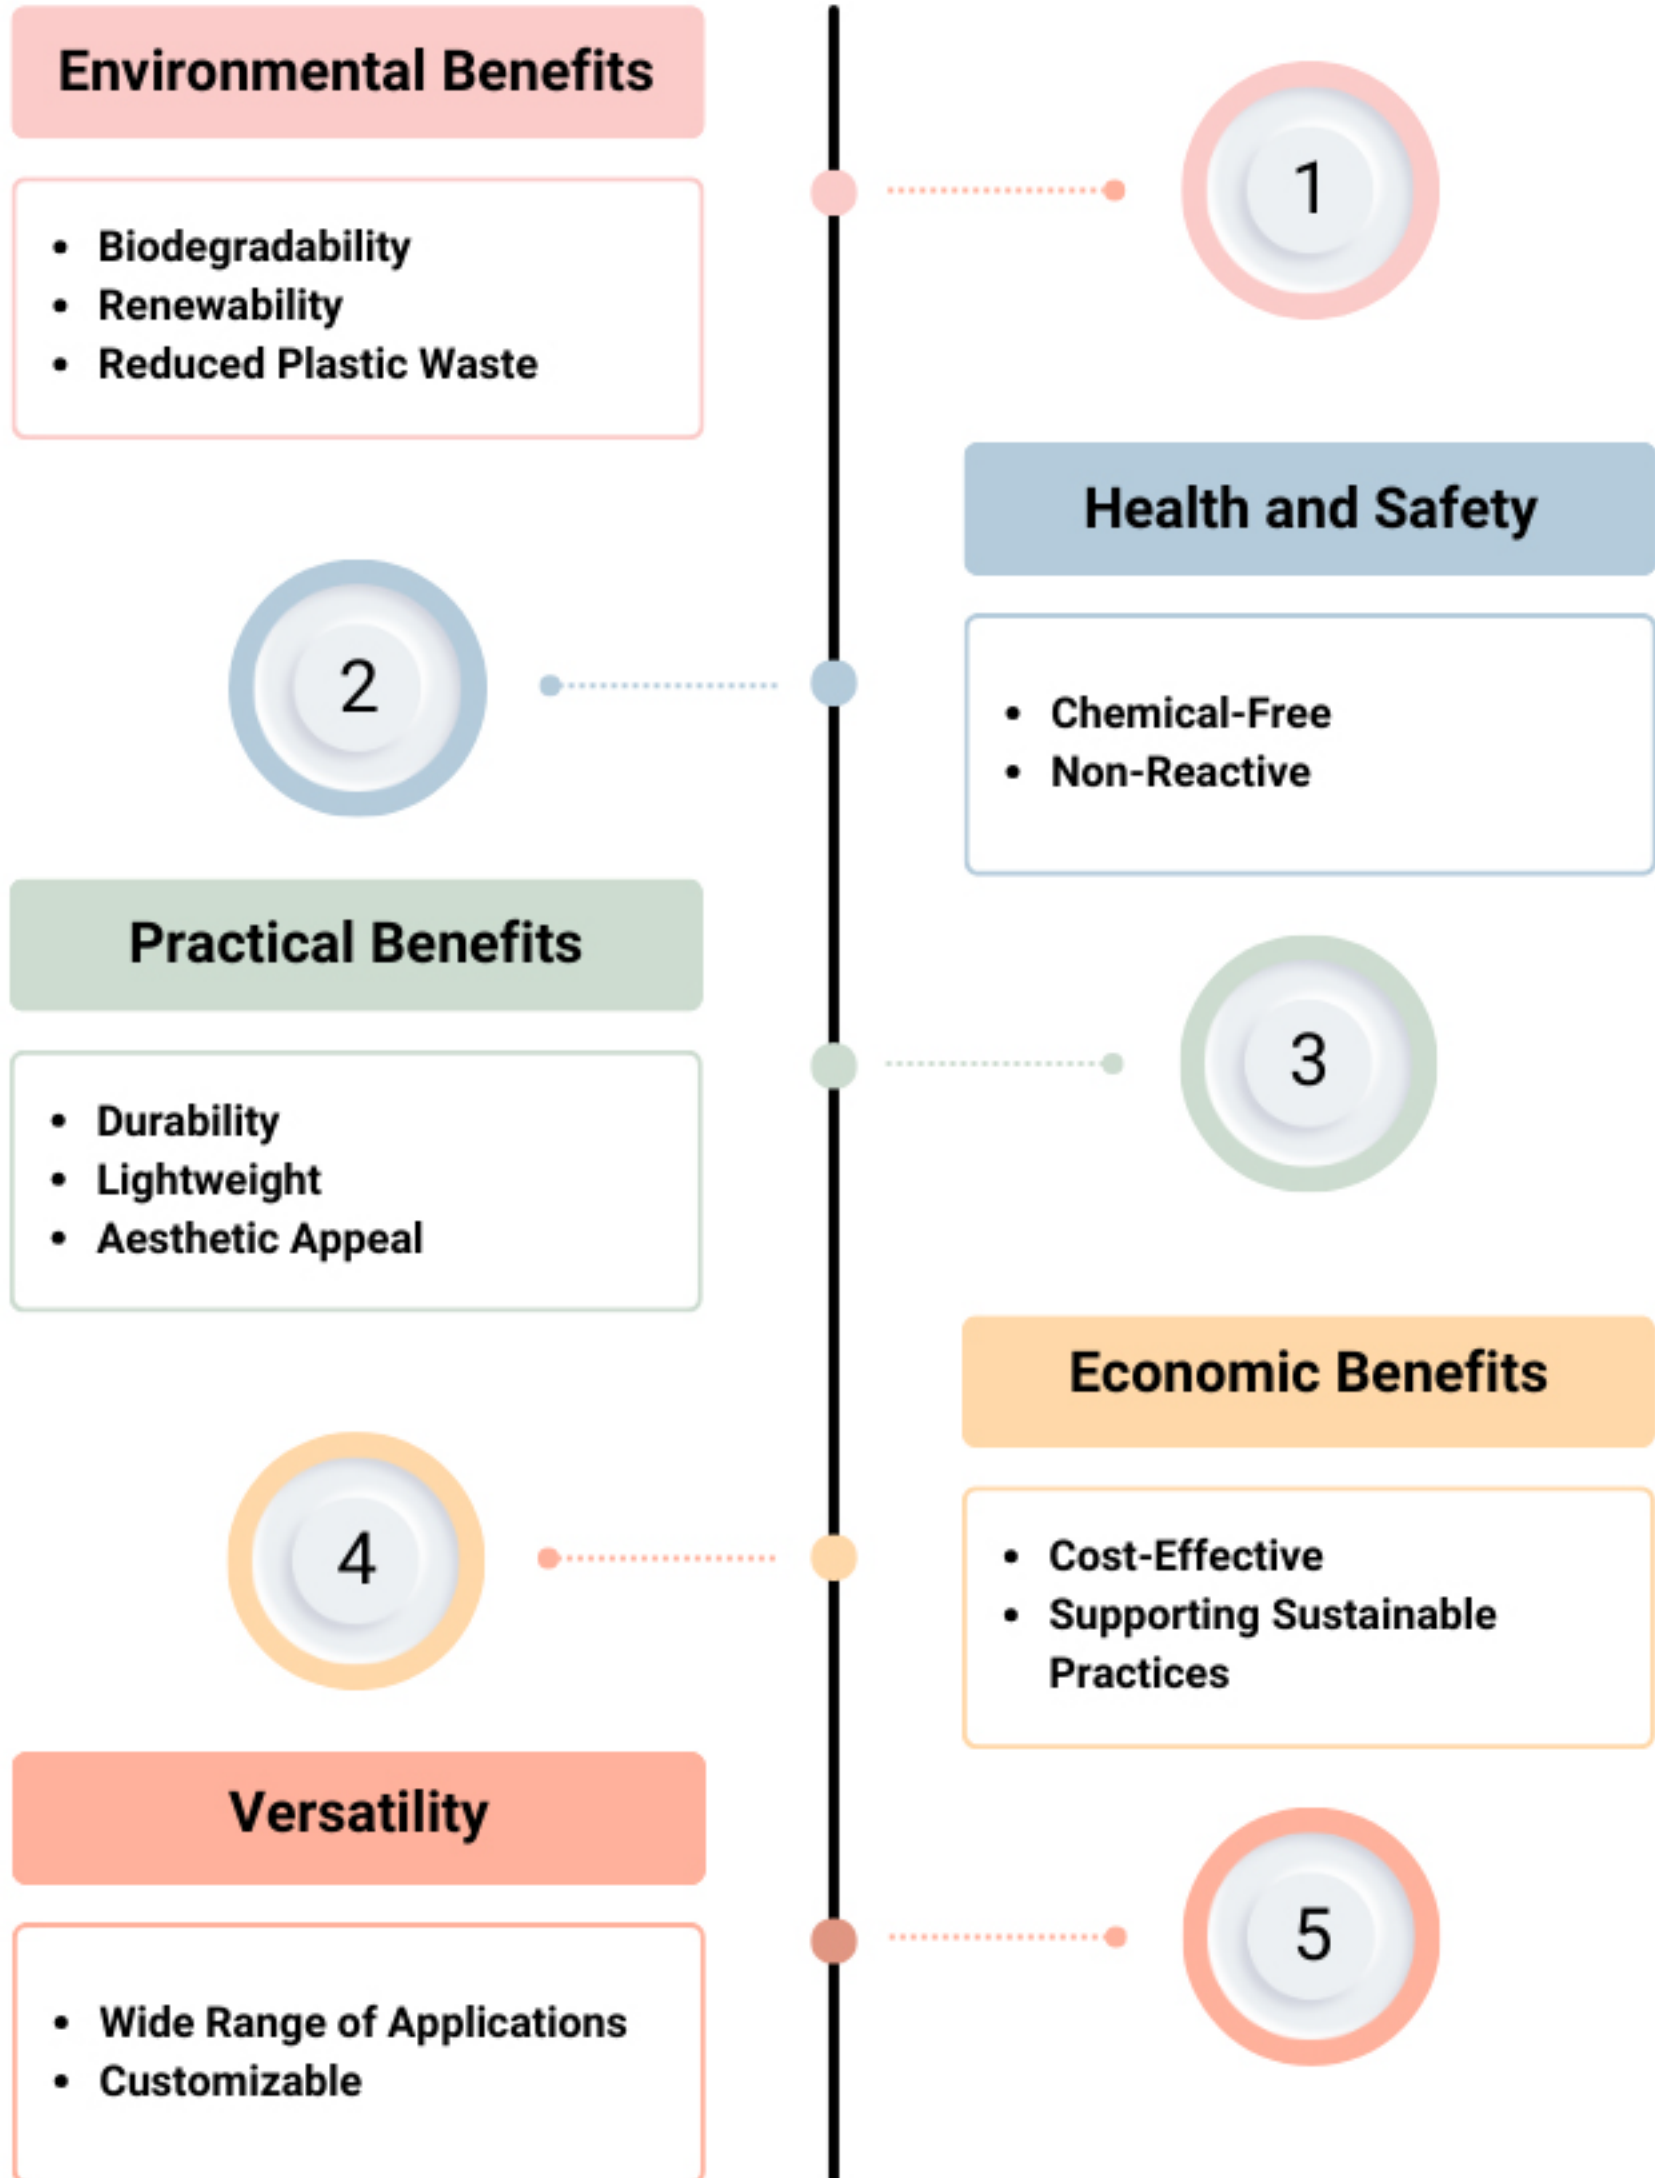 Environmental Benefits
1
• Biodegradability
• Renewability
• Reduced Plastic Waste
Health and Safety
2
• Chemical-Free
• Non-Reactive
Practical Benefits
3
• Durability
• Lightweight
• Aesthetic Appeal
Economic Benefits
4
• Cost-Effective
• Supporting Sustainable
Practices
Versatility
5
• Wide Range of Applications
• Customizable